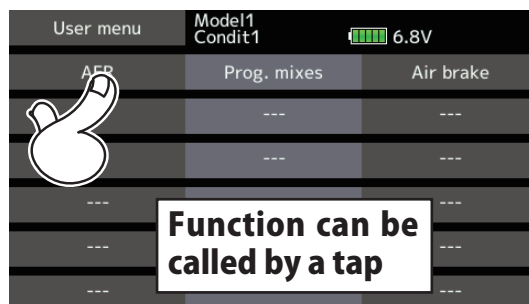 User menu
Model1
Condit1
6.8V
Prog. mixes
Air brake
--- ---
--- ---
--- ---
Function can be
called by a tap
--- ---
--- ---